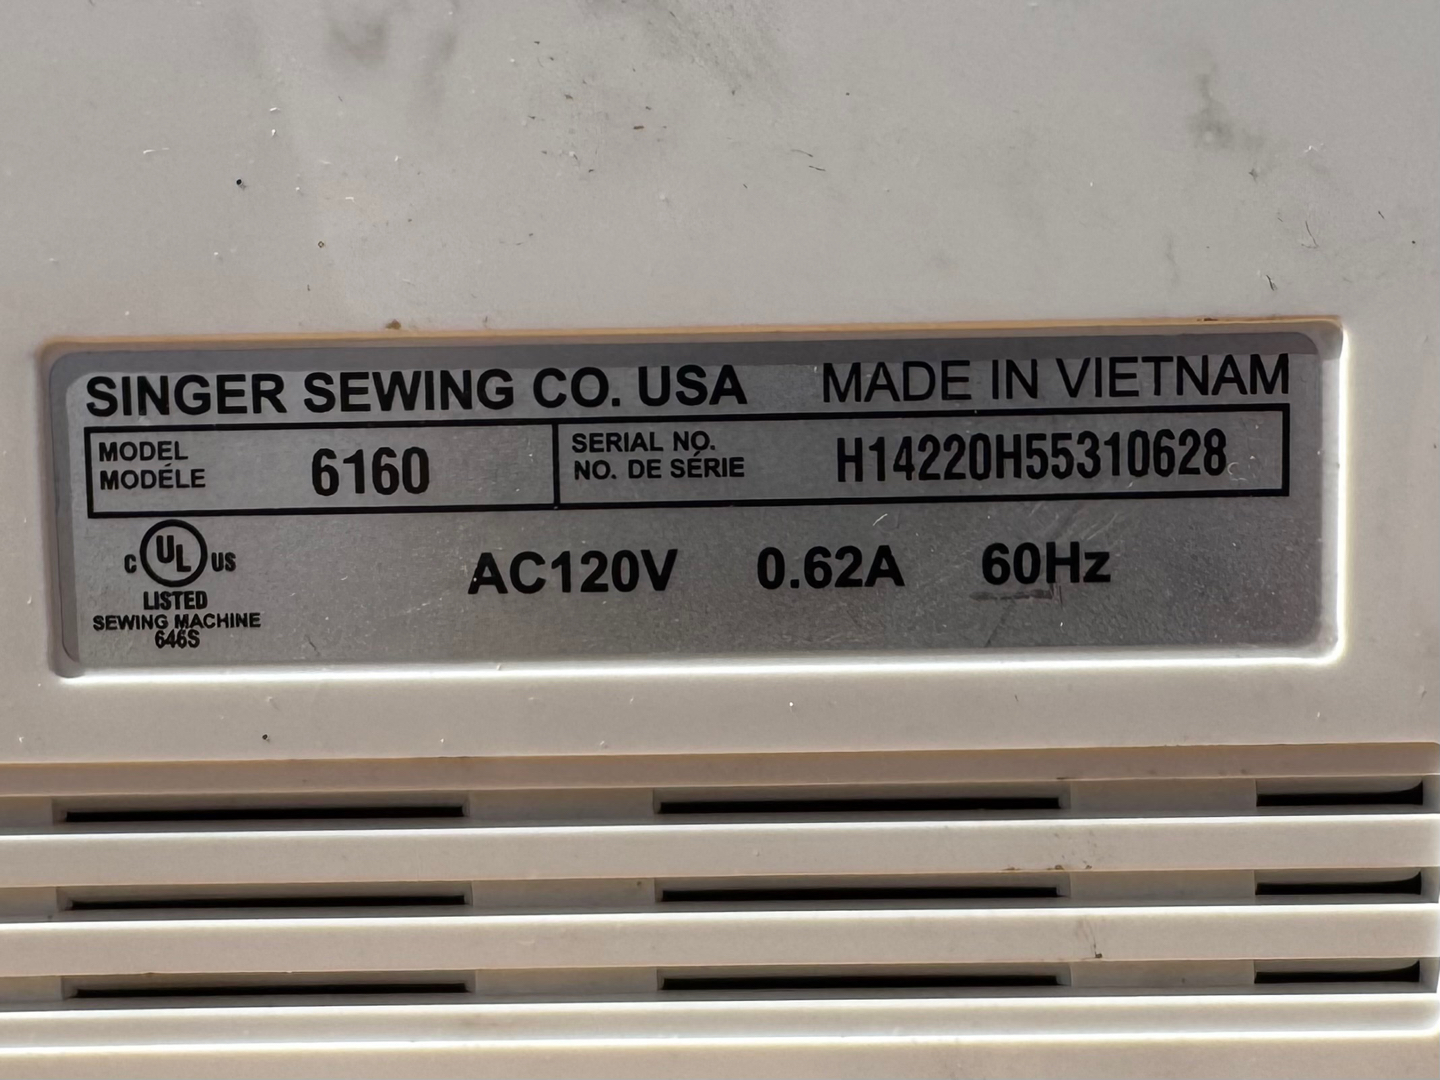 SINGER SEWING CO. USA MADE IN VIETNAM
MODEL
MODÉLE
6160
SERIAL NO.
NO. DE SÉRIE
H14220H55310628
C UL US
LISTED
SEWING MACHINE
646S
AC120V 0.62A 60Hz